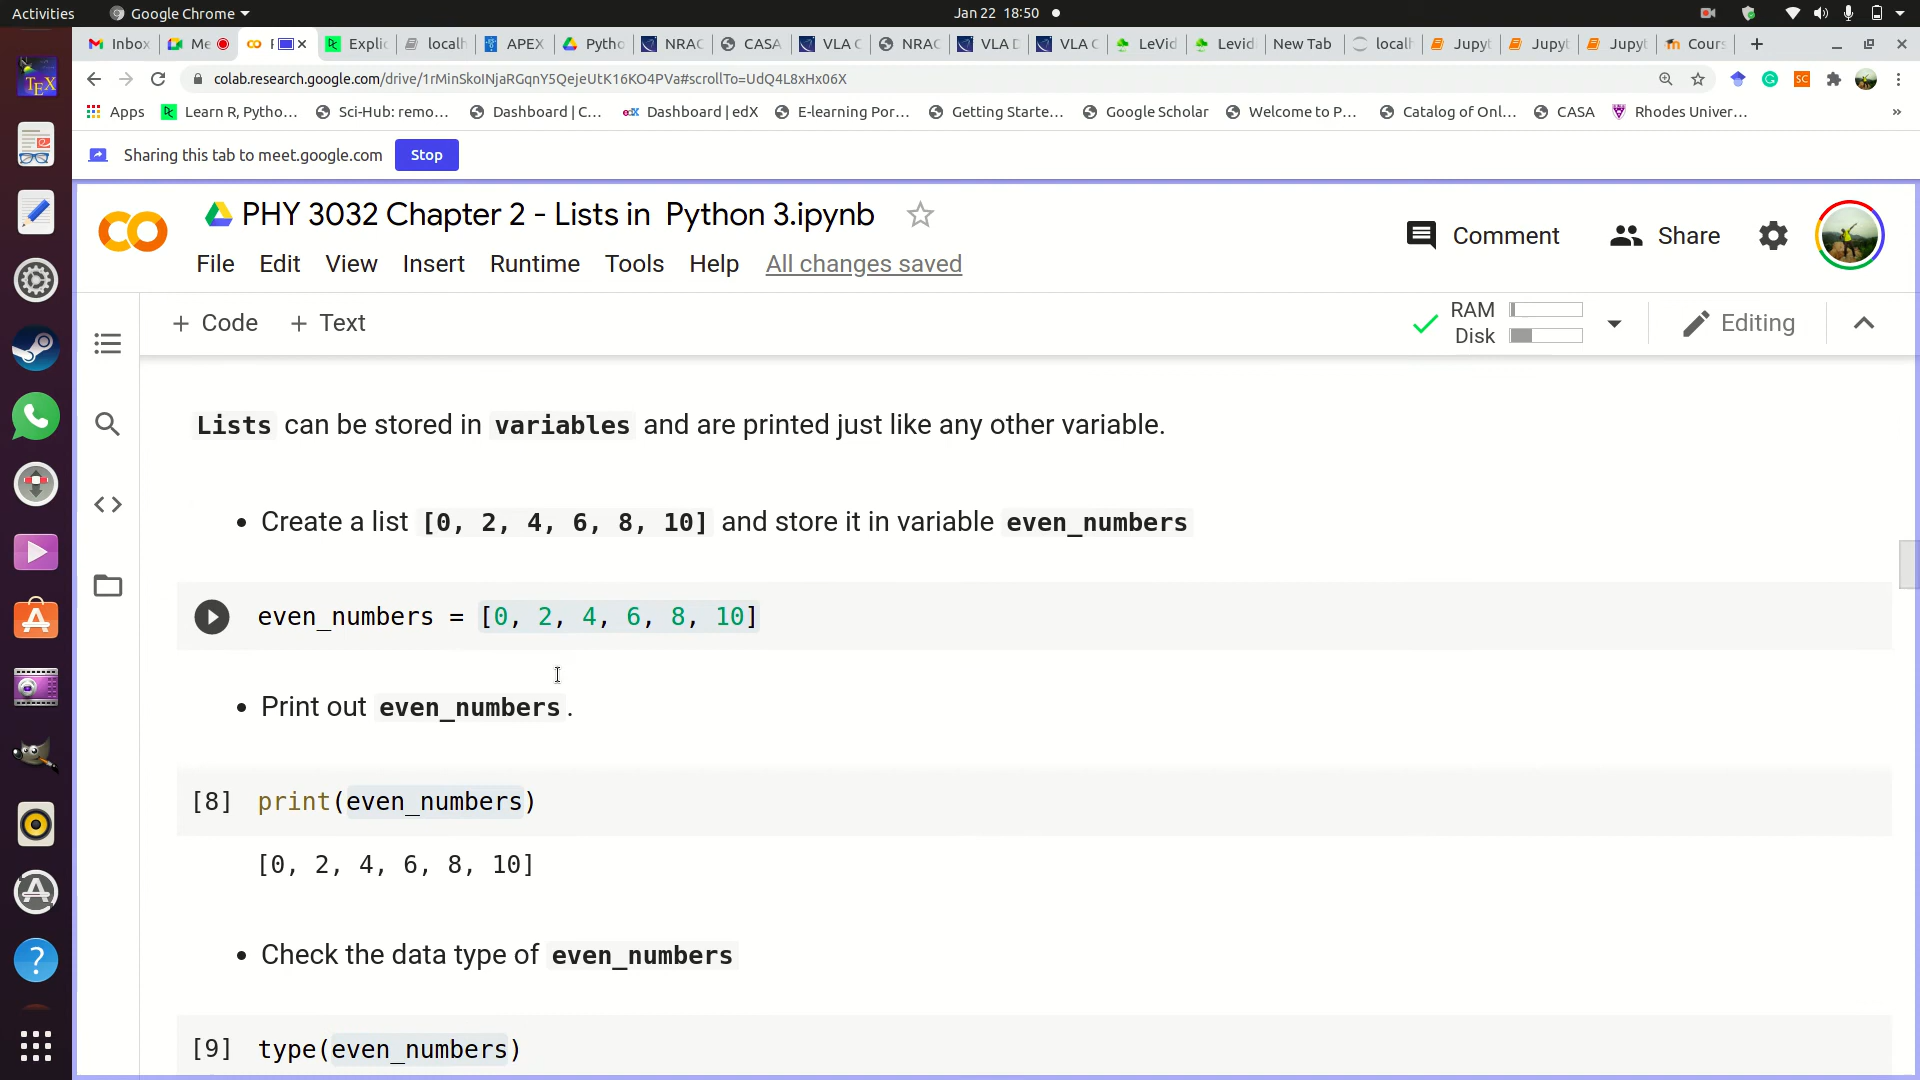 Activities
Google Chrome
Jan 22 18:50
Inbo
Me
Expli
local
APEX
Pytho
NRA
CASA
VLA
NRA
VLA
VLA
LeVid
Levid
New Tab
local
Jupyt
Jupyt
Jupyt
Cours
colab.research.google.com/drive/1rMinSkoINjaRGqnY5QejeUtK16KO4PVa#scrollTo=UdQ4L8xHx06X
Apps
Learn R, Pytho...
Sci-Hub: remo...
Dashboard | C...
Dashboard | edX
E-learning Por...
Getting Starte...
Google Scholar
Welcome to P...
Catalog of Onl...
CASA
Rhodes Univer...
»
Sharing this tab to meet.google.com
Stop
PHY 3032 Chapter 2 - Lists in Python 3.ipynb
File Edit View Insert Runtime Tools Help All changes saved
Comment
Share
+ Code + Text
RAM
Disk
Editing
Lists can be stored in variables and are printed just like any other variable.
• Create a list [0, 2, 4, 6, 8, 10] and store it in variable even_numbers
even_numbers = [0, 2, 4, 6, 8, 10]
• Print out even_numbers.
[8] print(even_numbers)
[0, 2, 4, 6, 8, 10]
• Check the data type of even_numbers
[9] type(even_numbers)